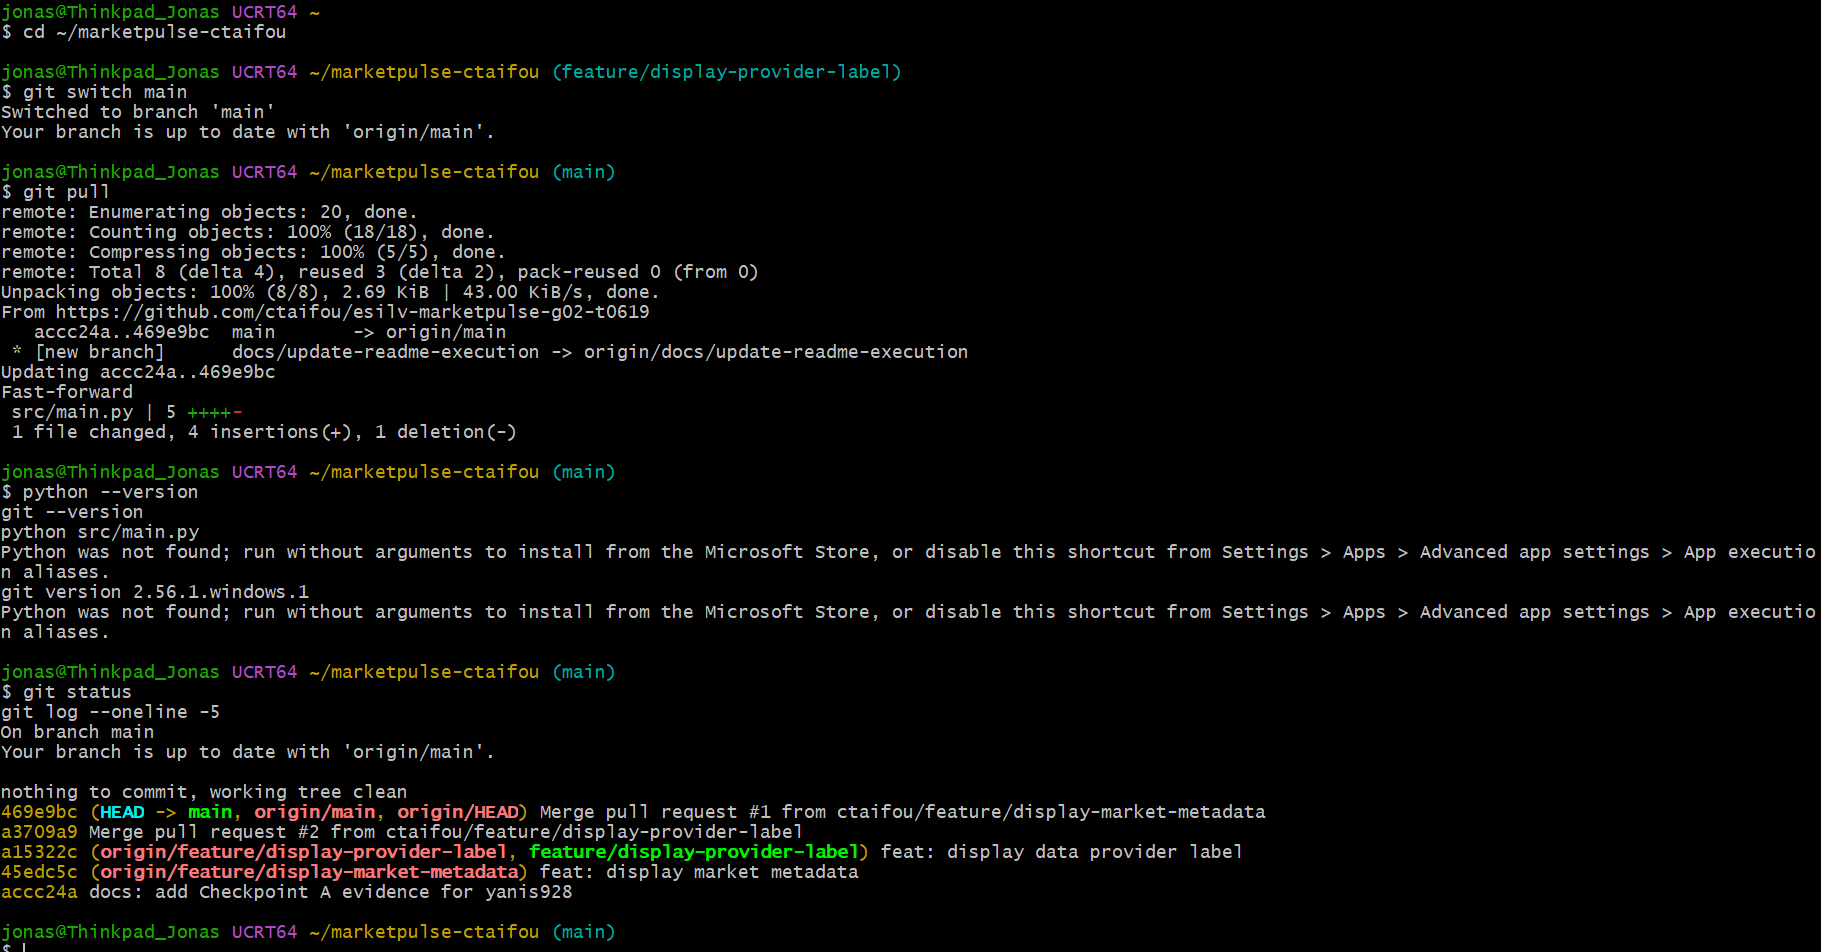 jonas@Thinkpad_Jonas UCRT64 ~
$ cd ~/marketpulse-ctaifou
jonas@Thinkpad_Jonas UCRT64 ~/marketpulse-ctaifou (feature/display-provider-label)
$ git switch main
Switched to branch 'main'
Your branch is up to date with 'origin/main'.
jonas@Thinkpad_Jonas UCRT64 ~/marketpulse-ctaifou (main)
$ git pull
remote: Enumerating objects: 20, done.
remote: Counting objects: 100% (18/18), done.
remote: Compressing objects: 100% (5/5), done.
remote: Total 8 (delta 4), reused 3 (delta 2), pack-reused 0 (from 0)
Unpacking objects: 100% (8/8), 2.69 KiB | 43.00 KiB/s, done.
From https://github.com/ctaifou/esilv-marketpulse-g02-t0619
   accc24a..469e9bc  main       -> origin/main
 * [new branch]      docs/update-readme-execution -> origin/docs/update-readme-execution
Updating accc24a..469e9bc
Fast-forward
 src/main.py | 5 ++++-
 1 file changed, 4 insertions(+), 1 deletion(-)
jonas@Thinkpad_Jonas UCRT64 ~/marketpulse-ctaifou (main)
$ python --version
git --version
python src/main.py
Python was not found; run without arguments to install from the Microsoft Store, or disable this shortcut from Settings > Apps > Advanced app settings > App executio
n aliases.
git version 2.56.1.windows.1
Python was not found; run without arguments to install from the Microsoft Store, or disable this shortcut from Settings > Apps > Advanced app settings > App executio
n aliases.
jonas@Thinkpad_Jonas UCRT64 ~/marketpulse-ctaifou (main)
$ git status
git log --oneline -5
On branch main
Your branch is up to date with 'origin/main'.
nothing to commit, working tree clean
469e9bc (HEAD -> main, origin/main, origin/HEAD) Merge pull request #1 from ctaifou/feature/display-market-metadata
a3709a9 Merge pull request #2 from ctaifou/feature/display-provider-label
a15322c (origin/feature/display-provider-label, feature/display-provider-label) feat: display data provider label
45edc5c (origin/feature/display-market-metadata) feat: display market metadata
accc24a docs: add Checkpoint A evidence for yanis928
jonas@Thinkpad_Jonas UCRT64 ~/marketpulse-ctaifou (main)
$